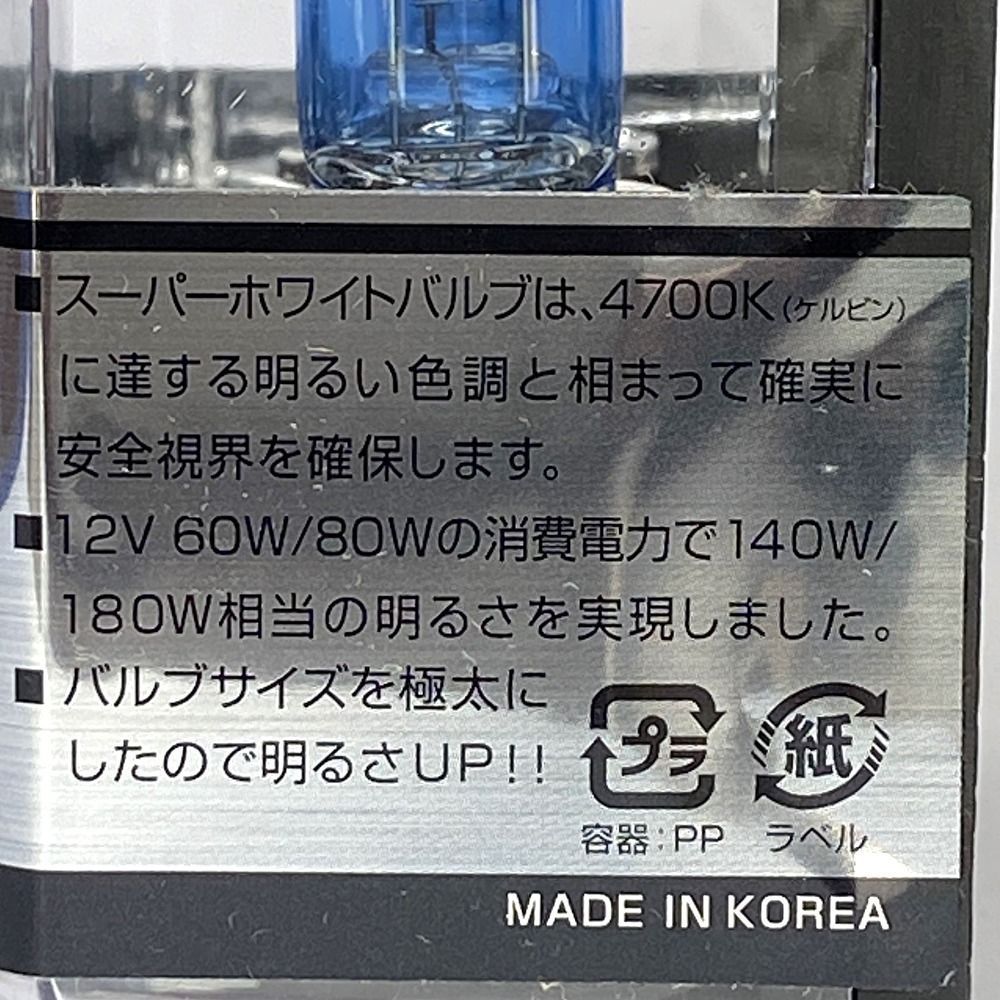 ■スーパーホワイトバルブは、4700K(ケルビン)
に達する明るい色調と相まって確実に
安全視界を確保します。
■12V 60W/80Wの消費電力で140W/
180W相当の明るさを実現しました。
■バルブサイズを極太に
したので明るさUP!!
プラ 紙
容器:PP ラベル
MADE IN KOREA